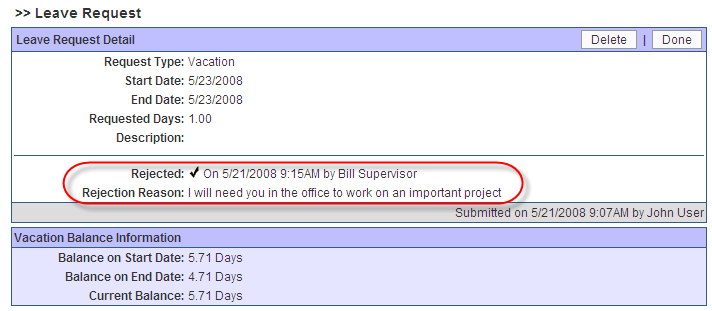 >> Leave Request
Leave Request Detail Delete | Done
Request Type: Vacation
Start Date: 5/23/2008
End Date: 5/23/2008
Requested Days: 1.00
Description:
Rejected: ✔ On 5/21/2008 9:15AM by Bill Supervisor
Rejection Reason: I will need you in the office to work on an important project
Submitted on 5/21/2008 9:07AM by John User
Vacation Balance Information
Balance on Start Date: 5.71 Days
Balance on End Date: 4.71 Days
Current Balance: 5.71 Days